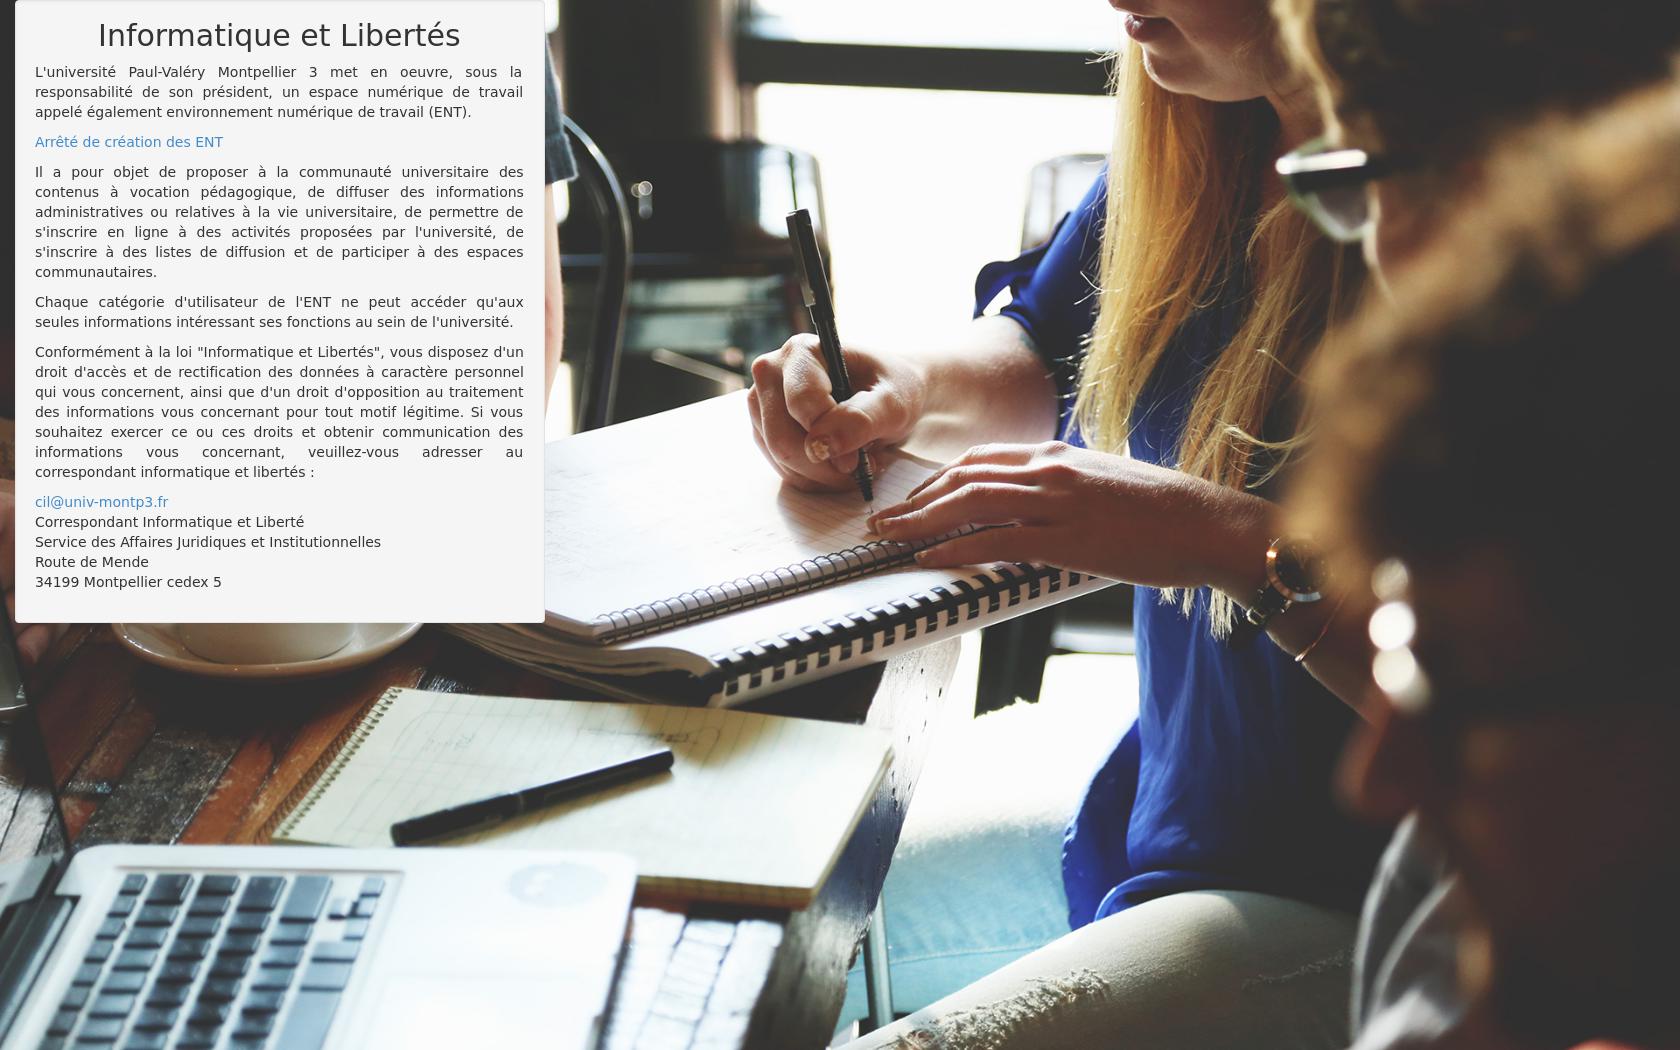 Informatique et Libertés
L'université Paul-Valéry Montpellier 3 met en oeuvre, sous la
responsabilité de son président, un espace numérique de travail
appelé également environnement numérique de travail (ENT).
Arrêté de création des ENT
Il a pour objet de proposer à la communauté universitaire des
contenus à vocation pédagogique, de diffuser des informations
administratives ou relatives à la vie universitaire, de permettre de
s'inscrire en ligne à des activités proposées par l'université, de
s'inscrire à des listes de diffusion et de participer à des espaces
communautaires.
Chaque catégorie d'utilisateur de l'ENT ne peut accéder qu'aux
seules informations intéressant ses fonctions au sein de l'université.
Conformément à la loi "Informatique et Libertés", vous disposez d'un
droit d'accès et de rectification des données à caractère personnel
qui vous concernent, ainsi que d'un droit d'opposition au traitement
des informations vous concernant pour tout motif légitime. Si vous
souhaitez exercer ce ou ces droits et obtenir communication des
informations vous concernant, veuillez-vous adresser au
correspondant informatique et libertés :
cil@univ-montp3.fr
Correspondant Informatique et Liberté
Service des Affaires Juridiques et Institutionnelles
Route de Mende
34199 Montpellier cedex 5